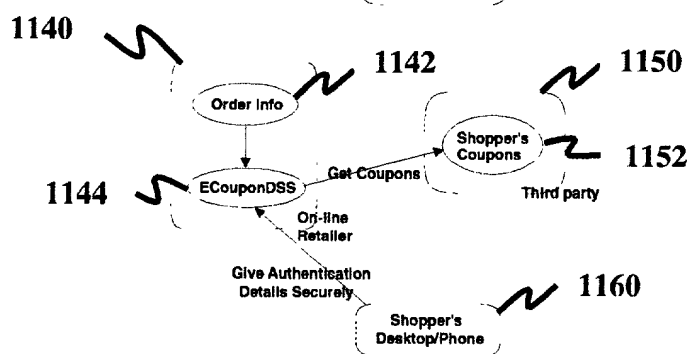 1140
1142
1150
Order Info
Shopper's
Coupons
1152
Get Coupons
1144
ECouponDSS
Third party
On-line
Retailer
Give Authentication
Details Securely
1160
Shopper's
Desktop/Phone